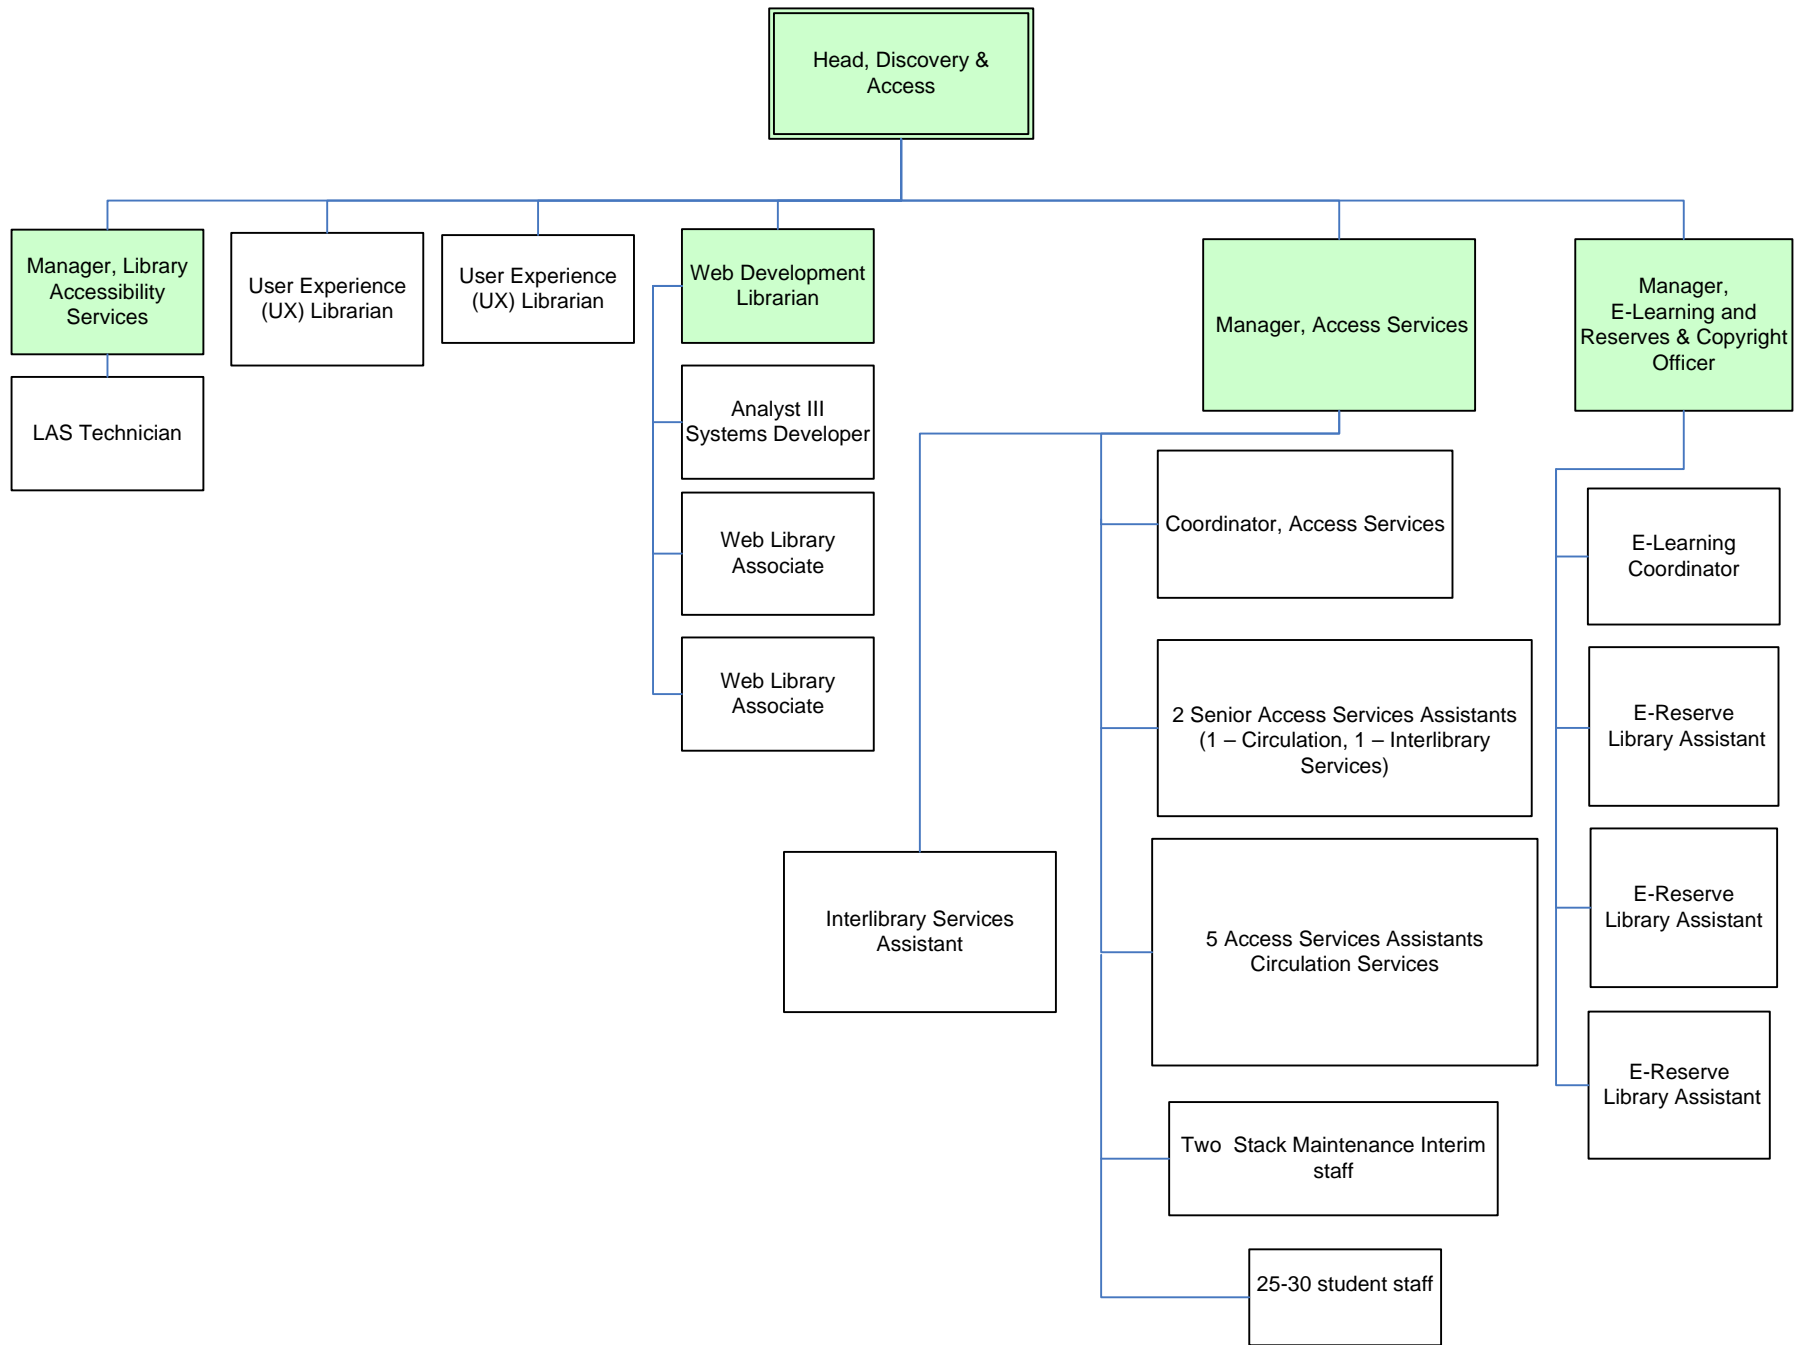 Head, Discovery &
Access
Manager, Library
Accessibility
Services
User Experience
(UX) Librarian
User Experience
(UX) Librarian
Web Development
Librarian
Manager, Access Services
Manager,
E-Learning and
Reserves & Copyright
Officer
LAS Technician
Analyst III
Systems Developer
Web Library
Associate
Web Library
Associate
Interlibrary Services
Assistant
Coordinator, Access Services
2 Senior Access Services Assistants
(1 – Circulation, 1 – Interlibrary
Services)
5 Access Services Assistants
Circulation Services
Two  Stack Maintenance Interim
staff
25-30 student staff
E-Learning
Coordinator
E-Reserve
Library Assistant
E-Reserve
Library Assistant
E-Reserve
Library Assistant